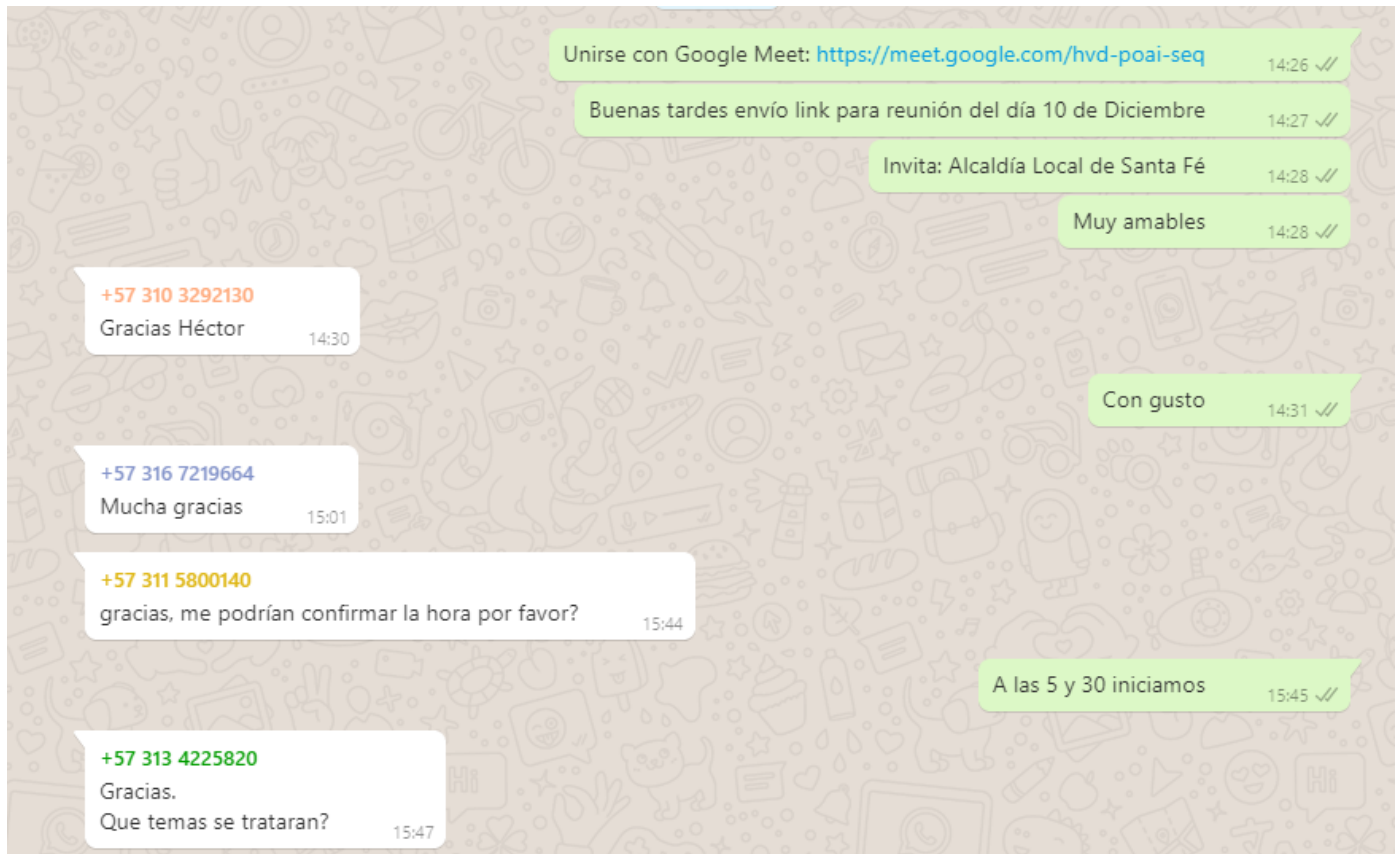 Unirse con Google Meet: https://meet.google.com/hvd-poai-seq 14:26
Buenas tardes envío link para reunión del día 10 de Diciembre 14:27
Invita: Alcaldía Local de Santa Fé 14:28
Muy amables 14:28
+57 310 3292130
Gracias Héctor 14:30
Con gusto 14:31
+57 316 7219664
Mucha gracias 15:01
+57 311 5800140
gracias, me podrían confirmar la hora por favor? 15:44
A las 5 y 30 iniciamos 15:45
+57 313 4225820
Gracias.
Que temas se trataran? 15:47